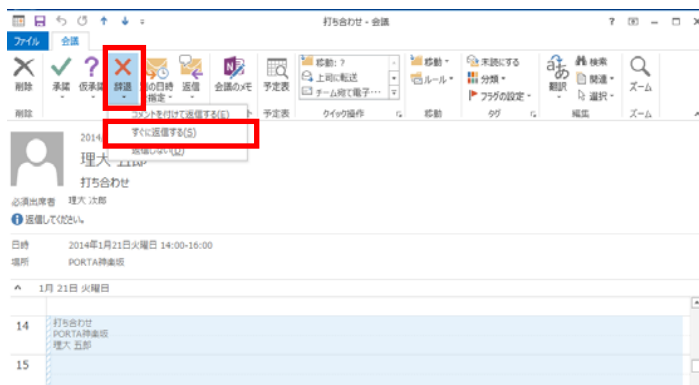 打ち合わせ - 会議
ファイル 会議
削除 承諾 仮承諾 辞退 別の日時 を指定 返信 会議のメモ 予定表
移動: ?
上司に転送
チーム宛て電子…
移動
ルール
未読にする
分類
フラグの設定
翻訳
検索
関連
選択
ズーム
削除 予定表 クイック操作 移動 タグ 編集 ズーム
コメントを付けて返信する(E)
すぐに返信する(S)
返信しない(D)
2014
理大 五郎
打ち合わせ
必須出席者 理大 次郎
返信してください。
日時 2014年1月21日火曜日 14:00-16:00
場所 PORTA神楽坂
1月 21日 火曜日
14 打ち合わせ
PORTA神楽坂
理大 五郎
15